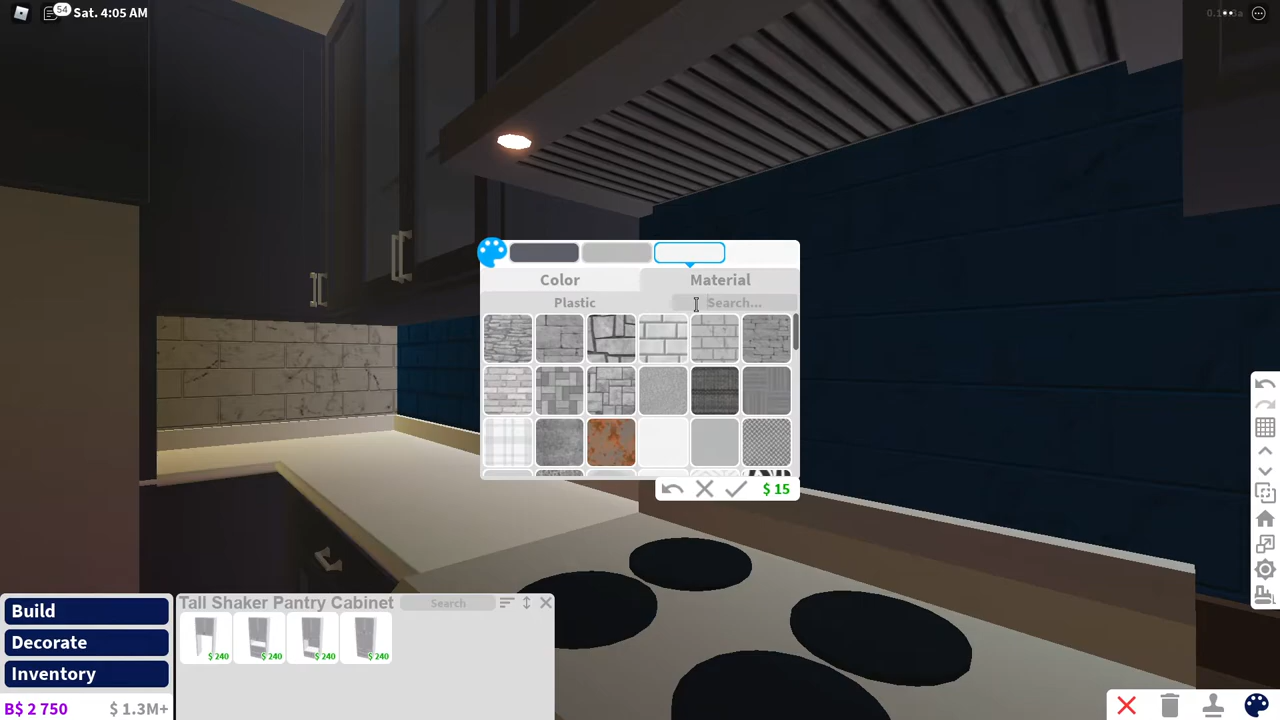 54 Sat. 4:05 AM
Color
Material
Plastic
Search...
$ 15
Tall Shaker Pantry Cabinet
Search
$ 240
$ 240
$ 240
$ 240
Build
Decorate
Inventory
B$ 2 750
$ 1.3M+